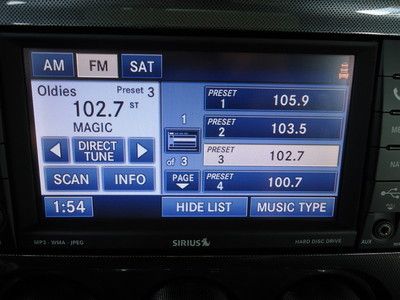 AM FM SAT
Oldies Preset 3
102.7 ST
MAGIC
DIRECT TUNE
SCAN INFO
1:54
1
of 3
PAGE
PRESET 1 105.9
PRESET 2 103.5
PRESET 3 102.7
PRESET 4 100.7
HIDE LIST MUSIC TYPE
MP3 · WMA · JPEG SIRIUS HARD DISC DRIVE
AUX